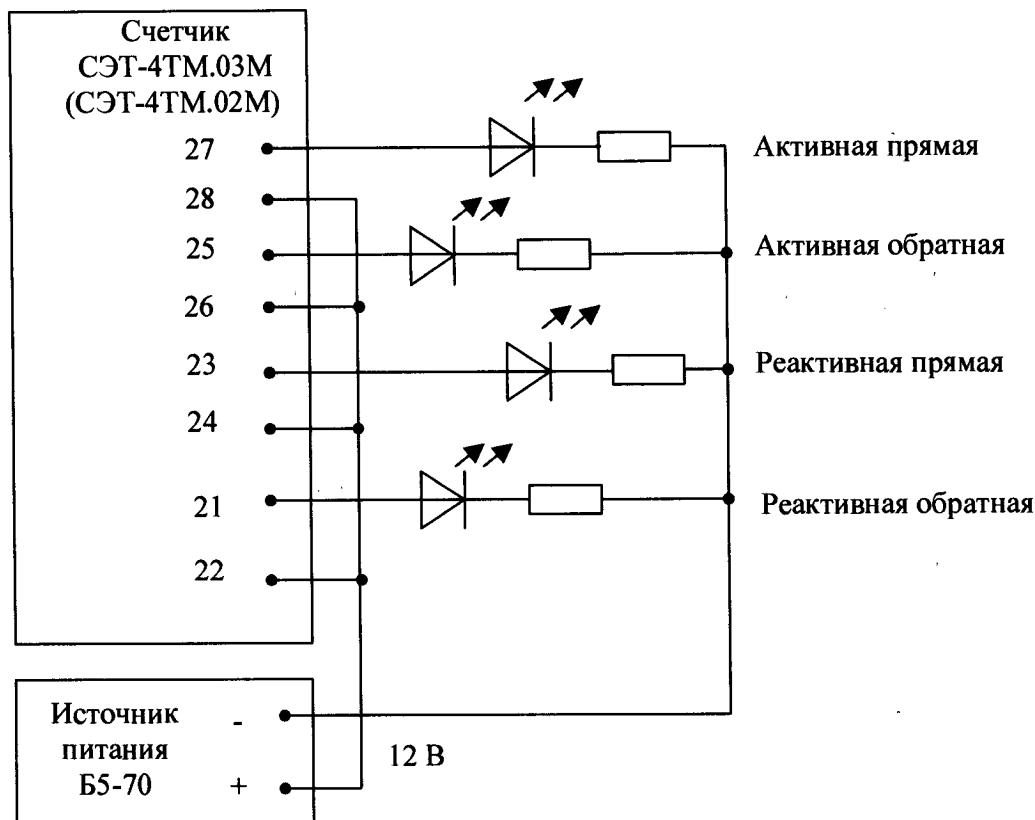 Счетчик
СЭТ-4ТМ.03М
(СЭТ-4ТМ.02М)
27
Активная прямая
28
25
Активная обратная
26
23
Реактивная прямая
24
21
Реактивная обратная
22
Источник
питания
Б5-70
-
+
12 В